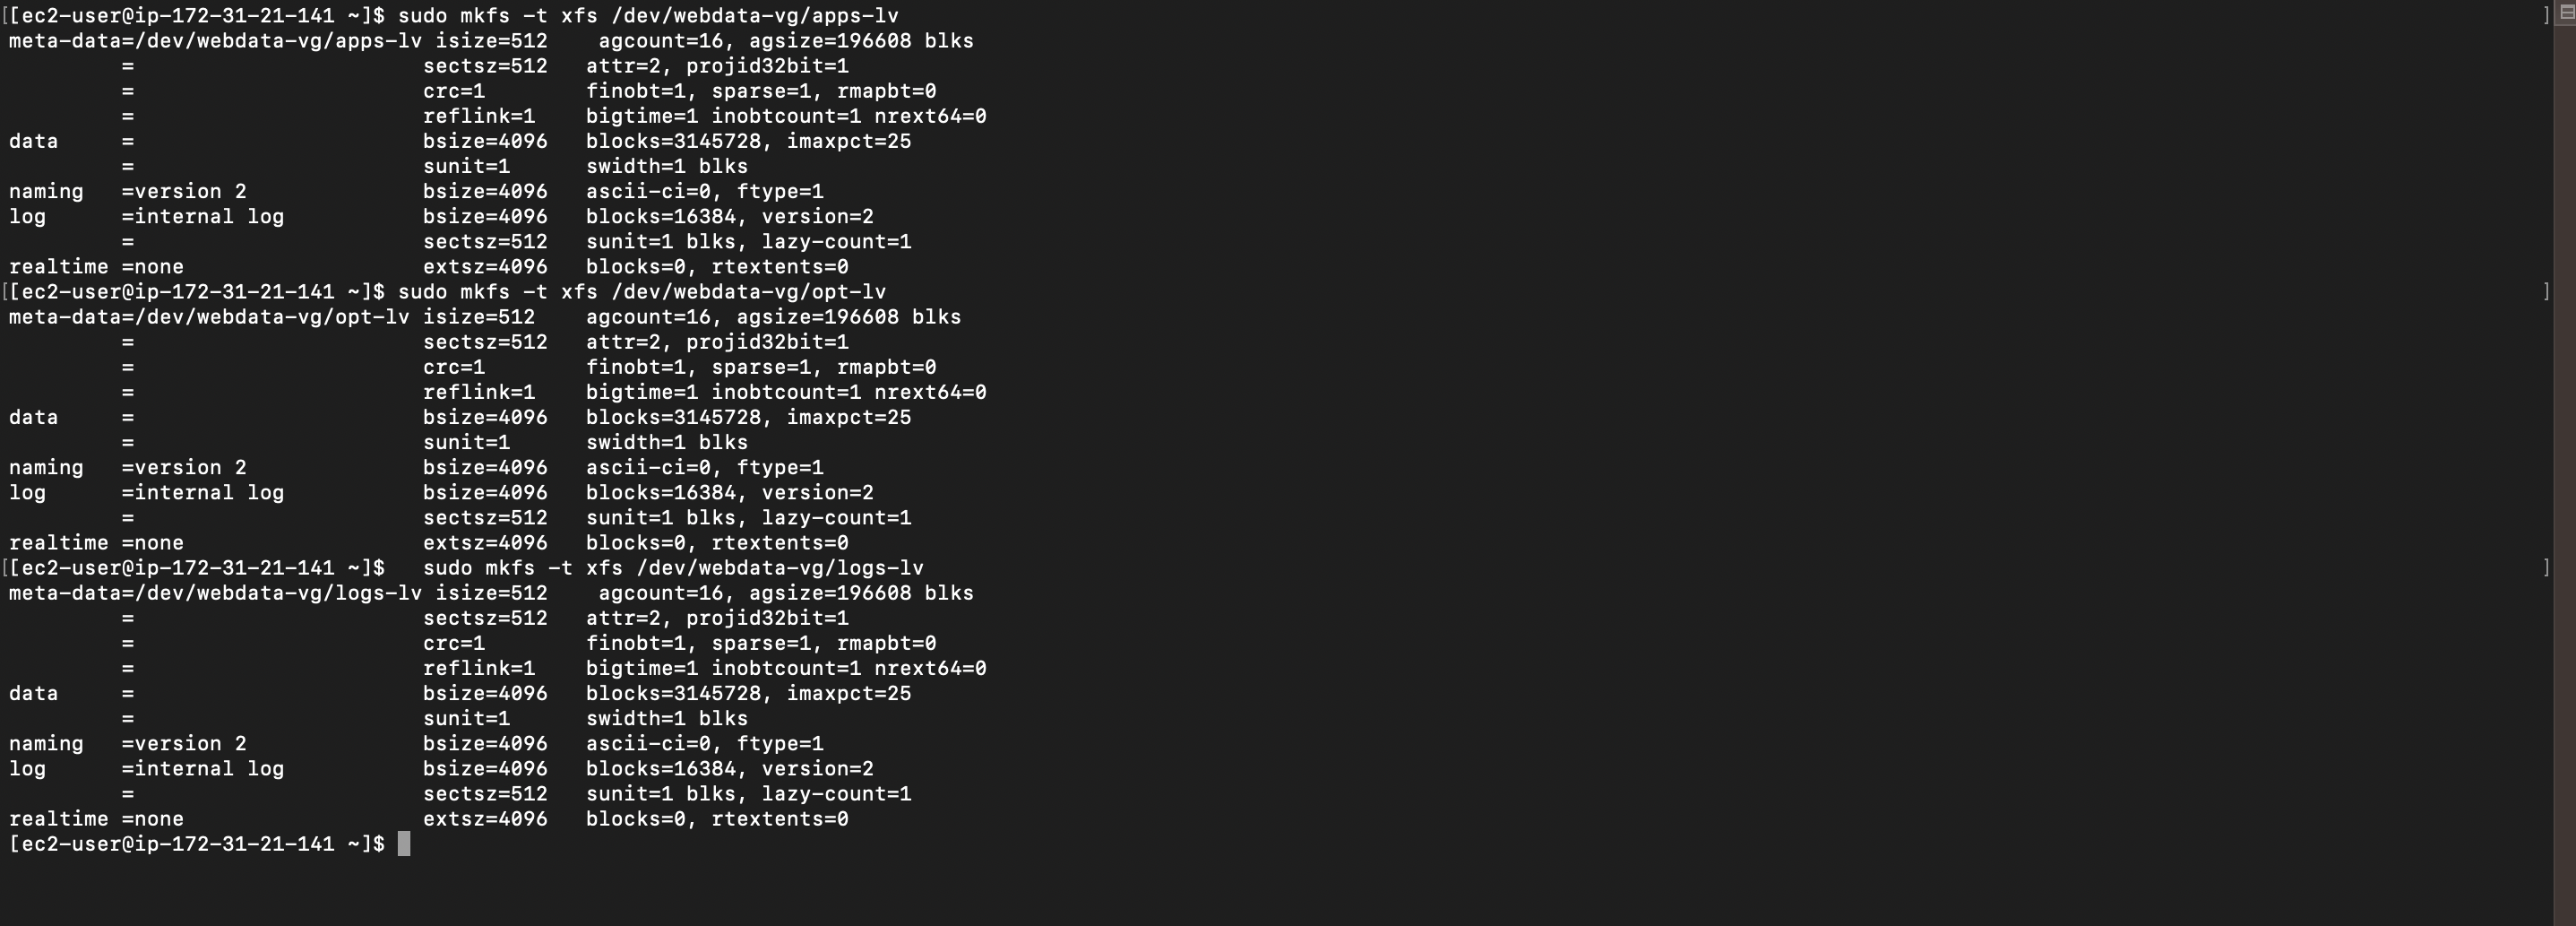 [[ec2-user@ip-172-31-21-141 ~]$ sudo mkfs -t xfs /dev/webdata-vg/apps-lv ]
meta-data=/dev/webdata-vg/apps-lv isize=512    agcount=16, agsize=196608 blks
         =                       sectsz=512   attr=2, projid32bit=1
         =                       crc=1        finobt=1, sparse=1, rmapbt=0
         =                       reflink=1    bigtime=1 inobtcount=1 nrext64=0
data     =                       bsize=4096   blocks=3145728, imaxpct=25
         =                       sunit=1      swidth=1 blks
naming   =version 2              bsize=4096   ascii-ci=0, ftype=1
log      =internal log           bsize=4096   blocks=16384, version=2
         =                       sectsz=512   sunit=1 blks, lazy-count=1
realtime =none                   extsz=4096   blocks=0, rtextents=0
[[ec2-user@ip-172-31-21-141 ~]$ sudo mkfs -t xfs /dev/webdata-vg/opt-lv ]
meta-data=/dev/webdata-vg/opt-lv isize=512    agcount=16, agsize=196608 blks
         =                       sectsz=512   attr=2, projid32bit=1
         =                       crc=1        finobt=1, sparse=1, rmapbt=0
         =                       reflink=1    bigtime=1 inobtcount=1 nrext64=0
data     =                       bsize=4096   blocks=3145728, imaxpct=25
         =                       sunit=1      swidth=1 blks
naming   =version 2              bsize=4096   ascii-ci=0, ftype=1
log      =internal log           bsize=4096   blocks=16384, version=2
         =                       sectsz=512   sunit=1 blks, lazy-count=1
realtime =none                   extsz=4096   blocks=0, rtextents=0
[[ec2-user@ip-172-31-21-141 ~]$   sudo mkfs -t xfs /dev/webdata-vg/logs-lv ]
meta-data=/dev/webdata-vg/logs-lv isize=512    agcount=16, agsize=196608 blks
         =                       sectsz=512   attr=2, projid32bit=1
         =                       crc=1        finobt=1, sparse=1, rmapbt=0
         =                       reflink=1    bigtime=1 inobtcount=1 nrext64=0
data     =                       bsize=4096   blocks=3145728, imaxpct=25
         =                       sunit=1      swidth=1 blks
naming   =version 2              bsize=4096   ascii-ci=0, ftype=1
log      =internal log           bsize=4096   blocks=16384, version=2
         =                       sectsz=512   sunit=1 blks, lazy-count=1
realtime =none                   extsz=4096   blocks=0, rtextents=0
[ec2-user@ip-172-31-21-141 ~]$